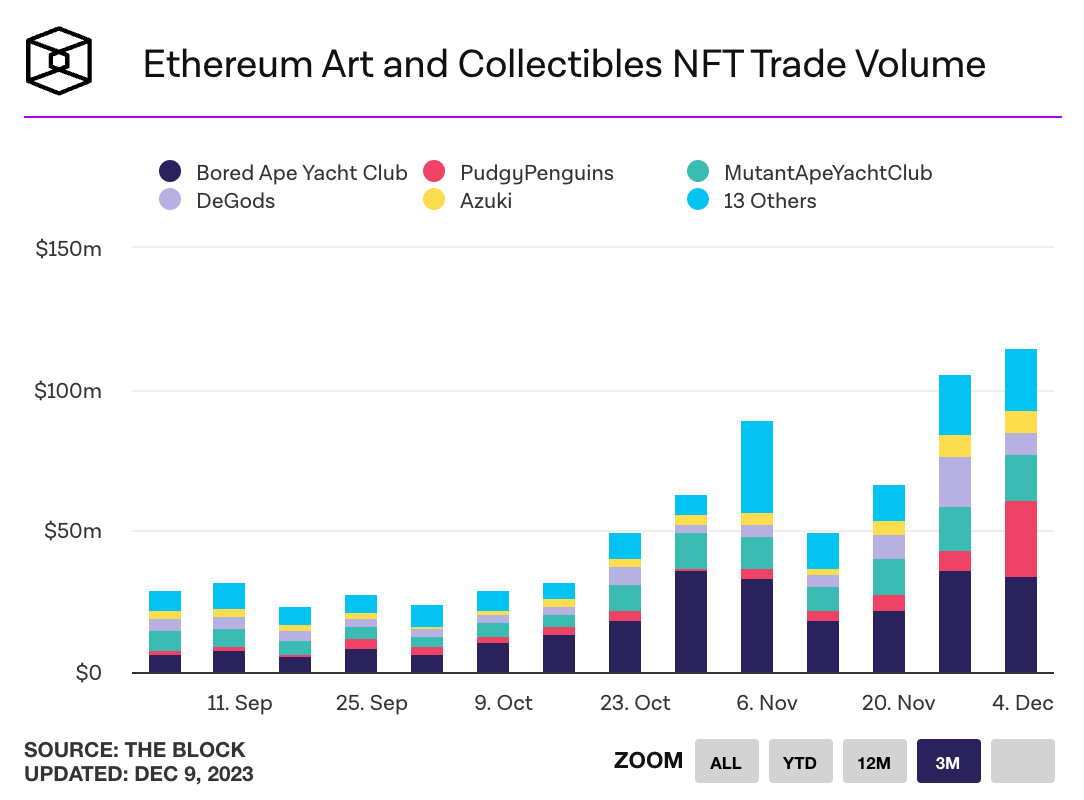 Ethereum Art and Collectibles NFT Trade Volume
Bored Ape Yacht Club PudgyPenguins MutantApeYachtClub
DeGods Azuki 13 Others
$150m
$100m
$50m
$0
11. Sep 25. Sep 9. Oct 23. Oct 6. Nov 20. Nov 4. Dec
SOURCE: THE BLOCK
UPDATED: DEC 9, 2023
ZOOM ALL YTD 12M 3M